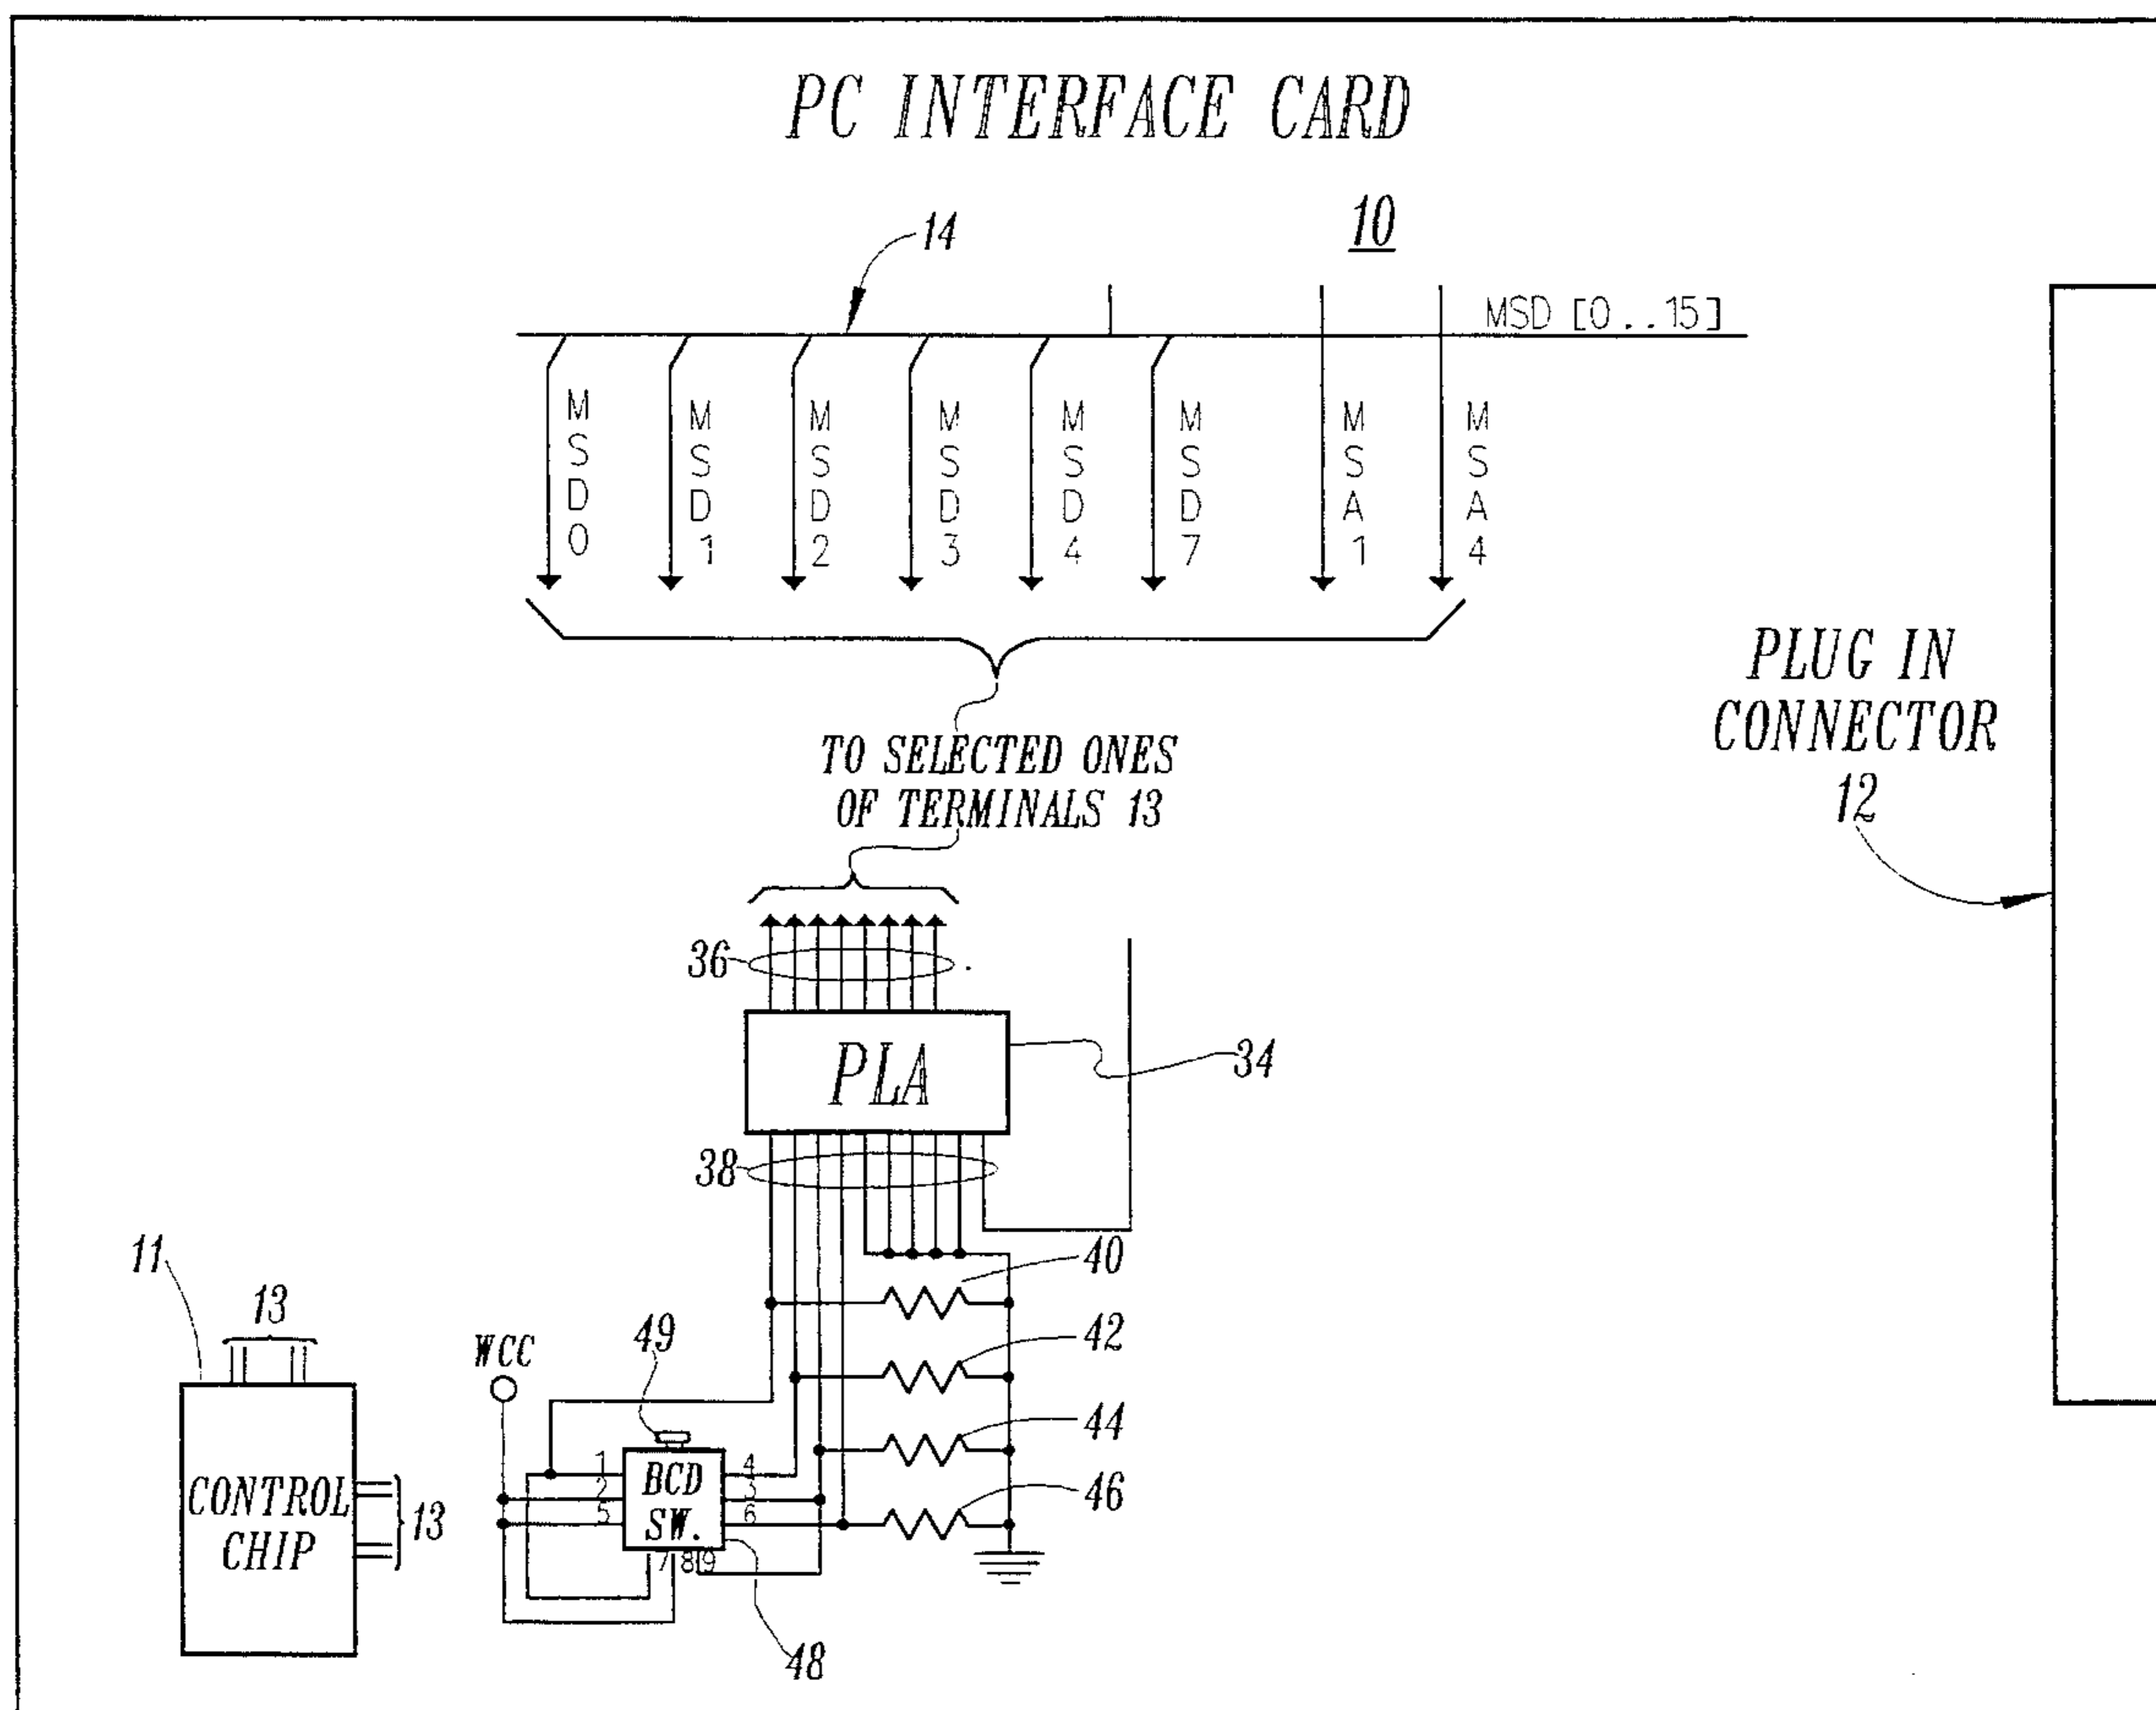 PC INTERFACE CARD
10
14
MSD [0..15]
MSD0
MSD1
MSD2
MSD3
MSD4
MSD7
MSA1
MSA4
PLUG IN
CONNECTOR
12
TO SELECTED ONES
OF TERMINALS 13
36
PLA
34
38
40
42
44
46
11
13
CONTROL
CHIP
13
WCC
49
1
2
5
BCD
SW.
4
3
6
7 8 9
48